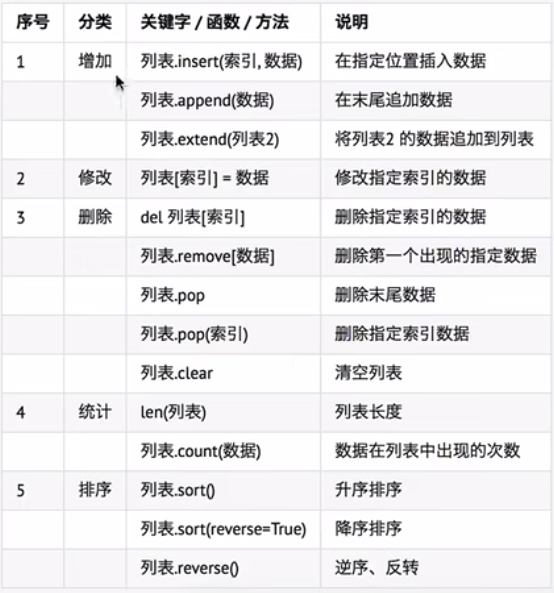 序号 分类 关键字 / 函数 / 方法 说明
1 增加 列表.insert(索引, 数据) 在指定位置插入数据
列表.append(数据) 在末尾追加数据
列表.extend(列表2) 将列表2 的数据追加到列表
2 修改 列表[索引] = 数据 修改指定索引的数据
3 删除 del 列表[索引] 删除指定索引的数据
列表.remove[数据] 删除第一个出现的指定数据
列表.pop 删除末尾数据
列表.pop(索引) 删除指定索引数据
列表.clear 清空列表
4 统计 len(列表) 列表长度
列表.count(数据) 数据在列表中出现的次数
5 排序 列表.sort() 升序排序
列表.sort(reverse=True) 降序排序
列表.reverse() 逆序、反转